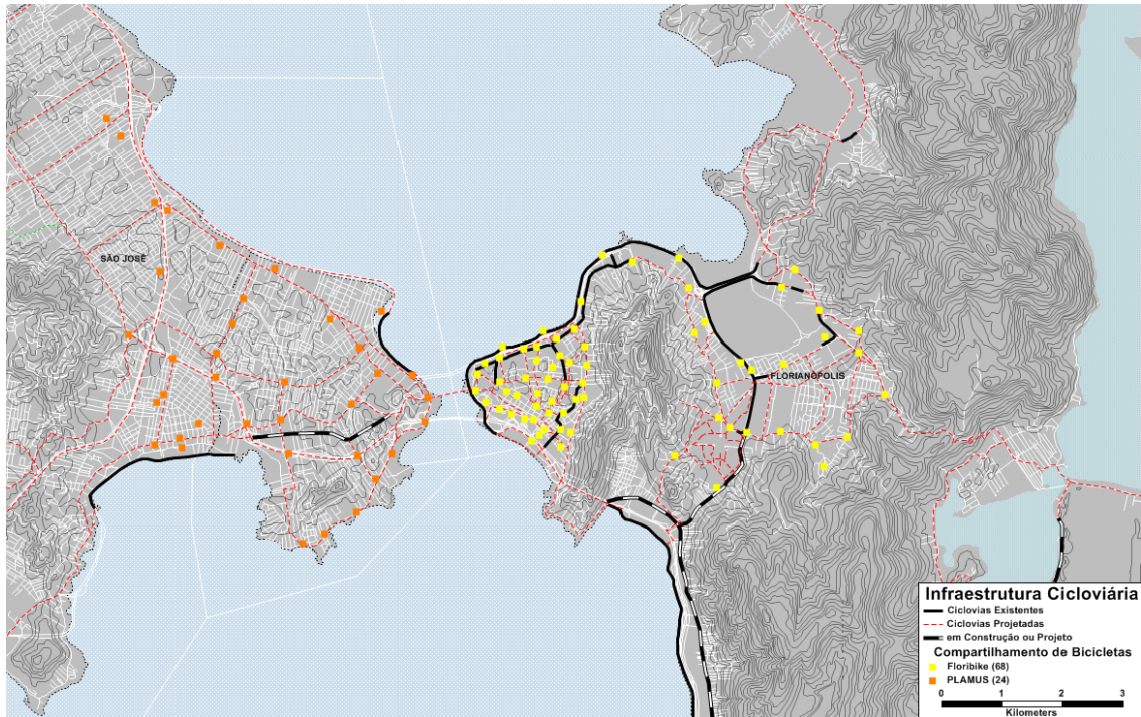 SÃO JOSÉ
FLORIANÓPOLIS
Infraestrutura Cicloviária
Ciclovias Existentes
Ciclovias Projetadas
em Construção ou Projeto
Compartilhamento de Bicicletas
Floribike (68)
PLAMUS (24)
0 1 2 3
Kilometers